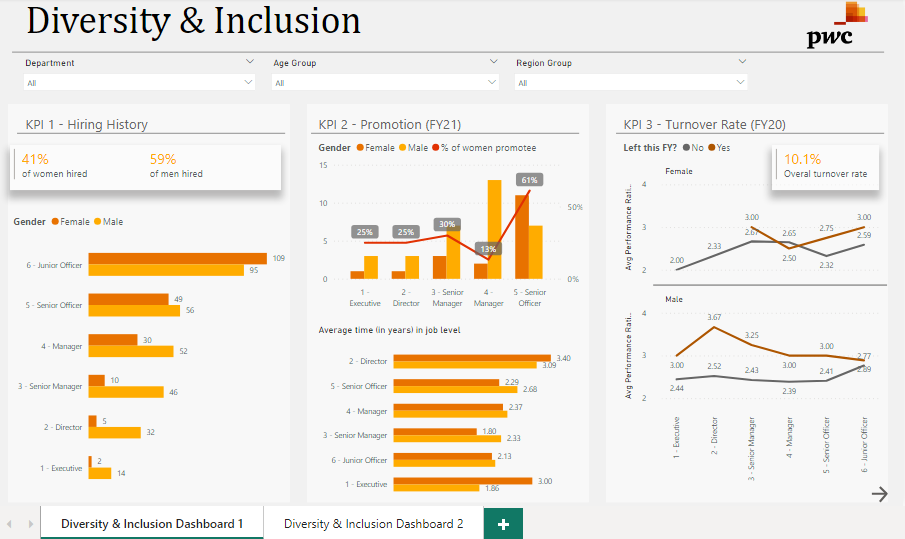 Diversity & Inclusion
pwc
Department
Age Group
Region Group
All
All
All
KPI 1 - Hiring History
41%
of women hired
59%
of men hired
Gender Female Male
6 - Junior Officer 109
95
5 - Senior Officer 49
56
4 - Manager 30
52
3 - Senior Manager 10
46
2 - Director 5
32
1 - Executive 2
14
KPI 2 - Promotion (FY21)
Gender Female Male % of women promotee
15
10
5
0
50%
0%
25%
25%
30%
13%
61%
1 - Executive
2 - Director
3 - Senior Manager
4 - Manager
5 - Senior Officer
Average time (in years) in job level
2 - Director 3.40
3.09
5 - Senior Officer 2.29
2.68
4 - Manager 2.37
3 - Senior Manager 1.80
2.33
6 - Junior Officer 2.13
1 - Executive 3.00
1.86
KPI 3 - Turnover Rate (FY20)
Left this FY? No Yes
10.1%
Overal turnover rate
Female
Avg Performance Rati...
4
3
2
2.00
2.33
3.00
2.67
2.65
2.50
2.75
2.32
3.00
2.59
Male
Avg Performance Rati...
4
3
2
3.00
2.44
3.67
2.52
3.25
2.43
3.00
2.39
3.00
2.41
2.77
2.89
1 - Executive
2 - Director
3 - Senior Manager
4 - Manager
5 - Senior Officer
6 - Junior Officer
Diversity & Inclusion Dashboard 1
Diversity & Inclusion Dashboard 2
+